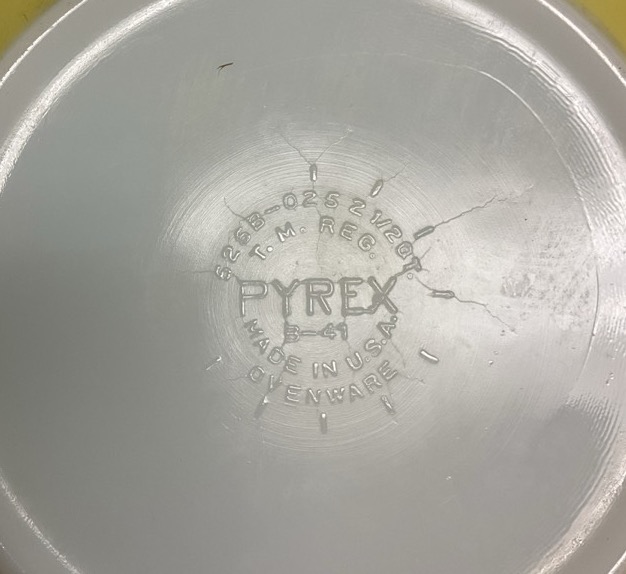 526B-025 2 1/2 QT.
T. M. REG.
PYREX
B-41
MADE IN U.S.A.
OVENWARE